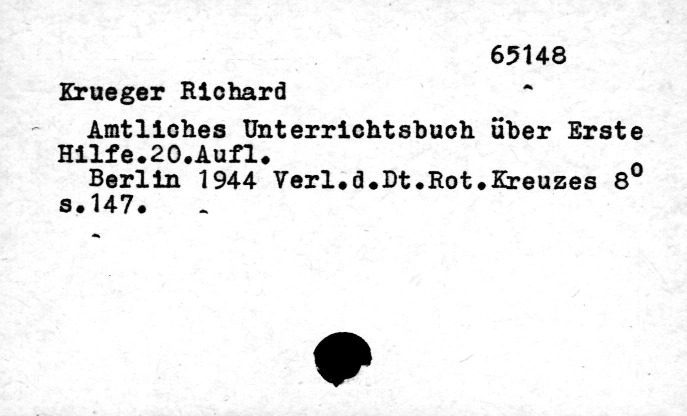 65148
Krueger Richard
Amtliches Unterrichtsbuch über Erste
Hilfe.20.Aufl.
Berlin 1944 Verl.d.Dt.Rot.Kreuzes 8⁰
s.147.